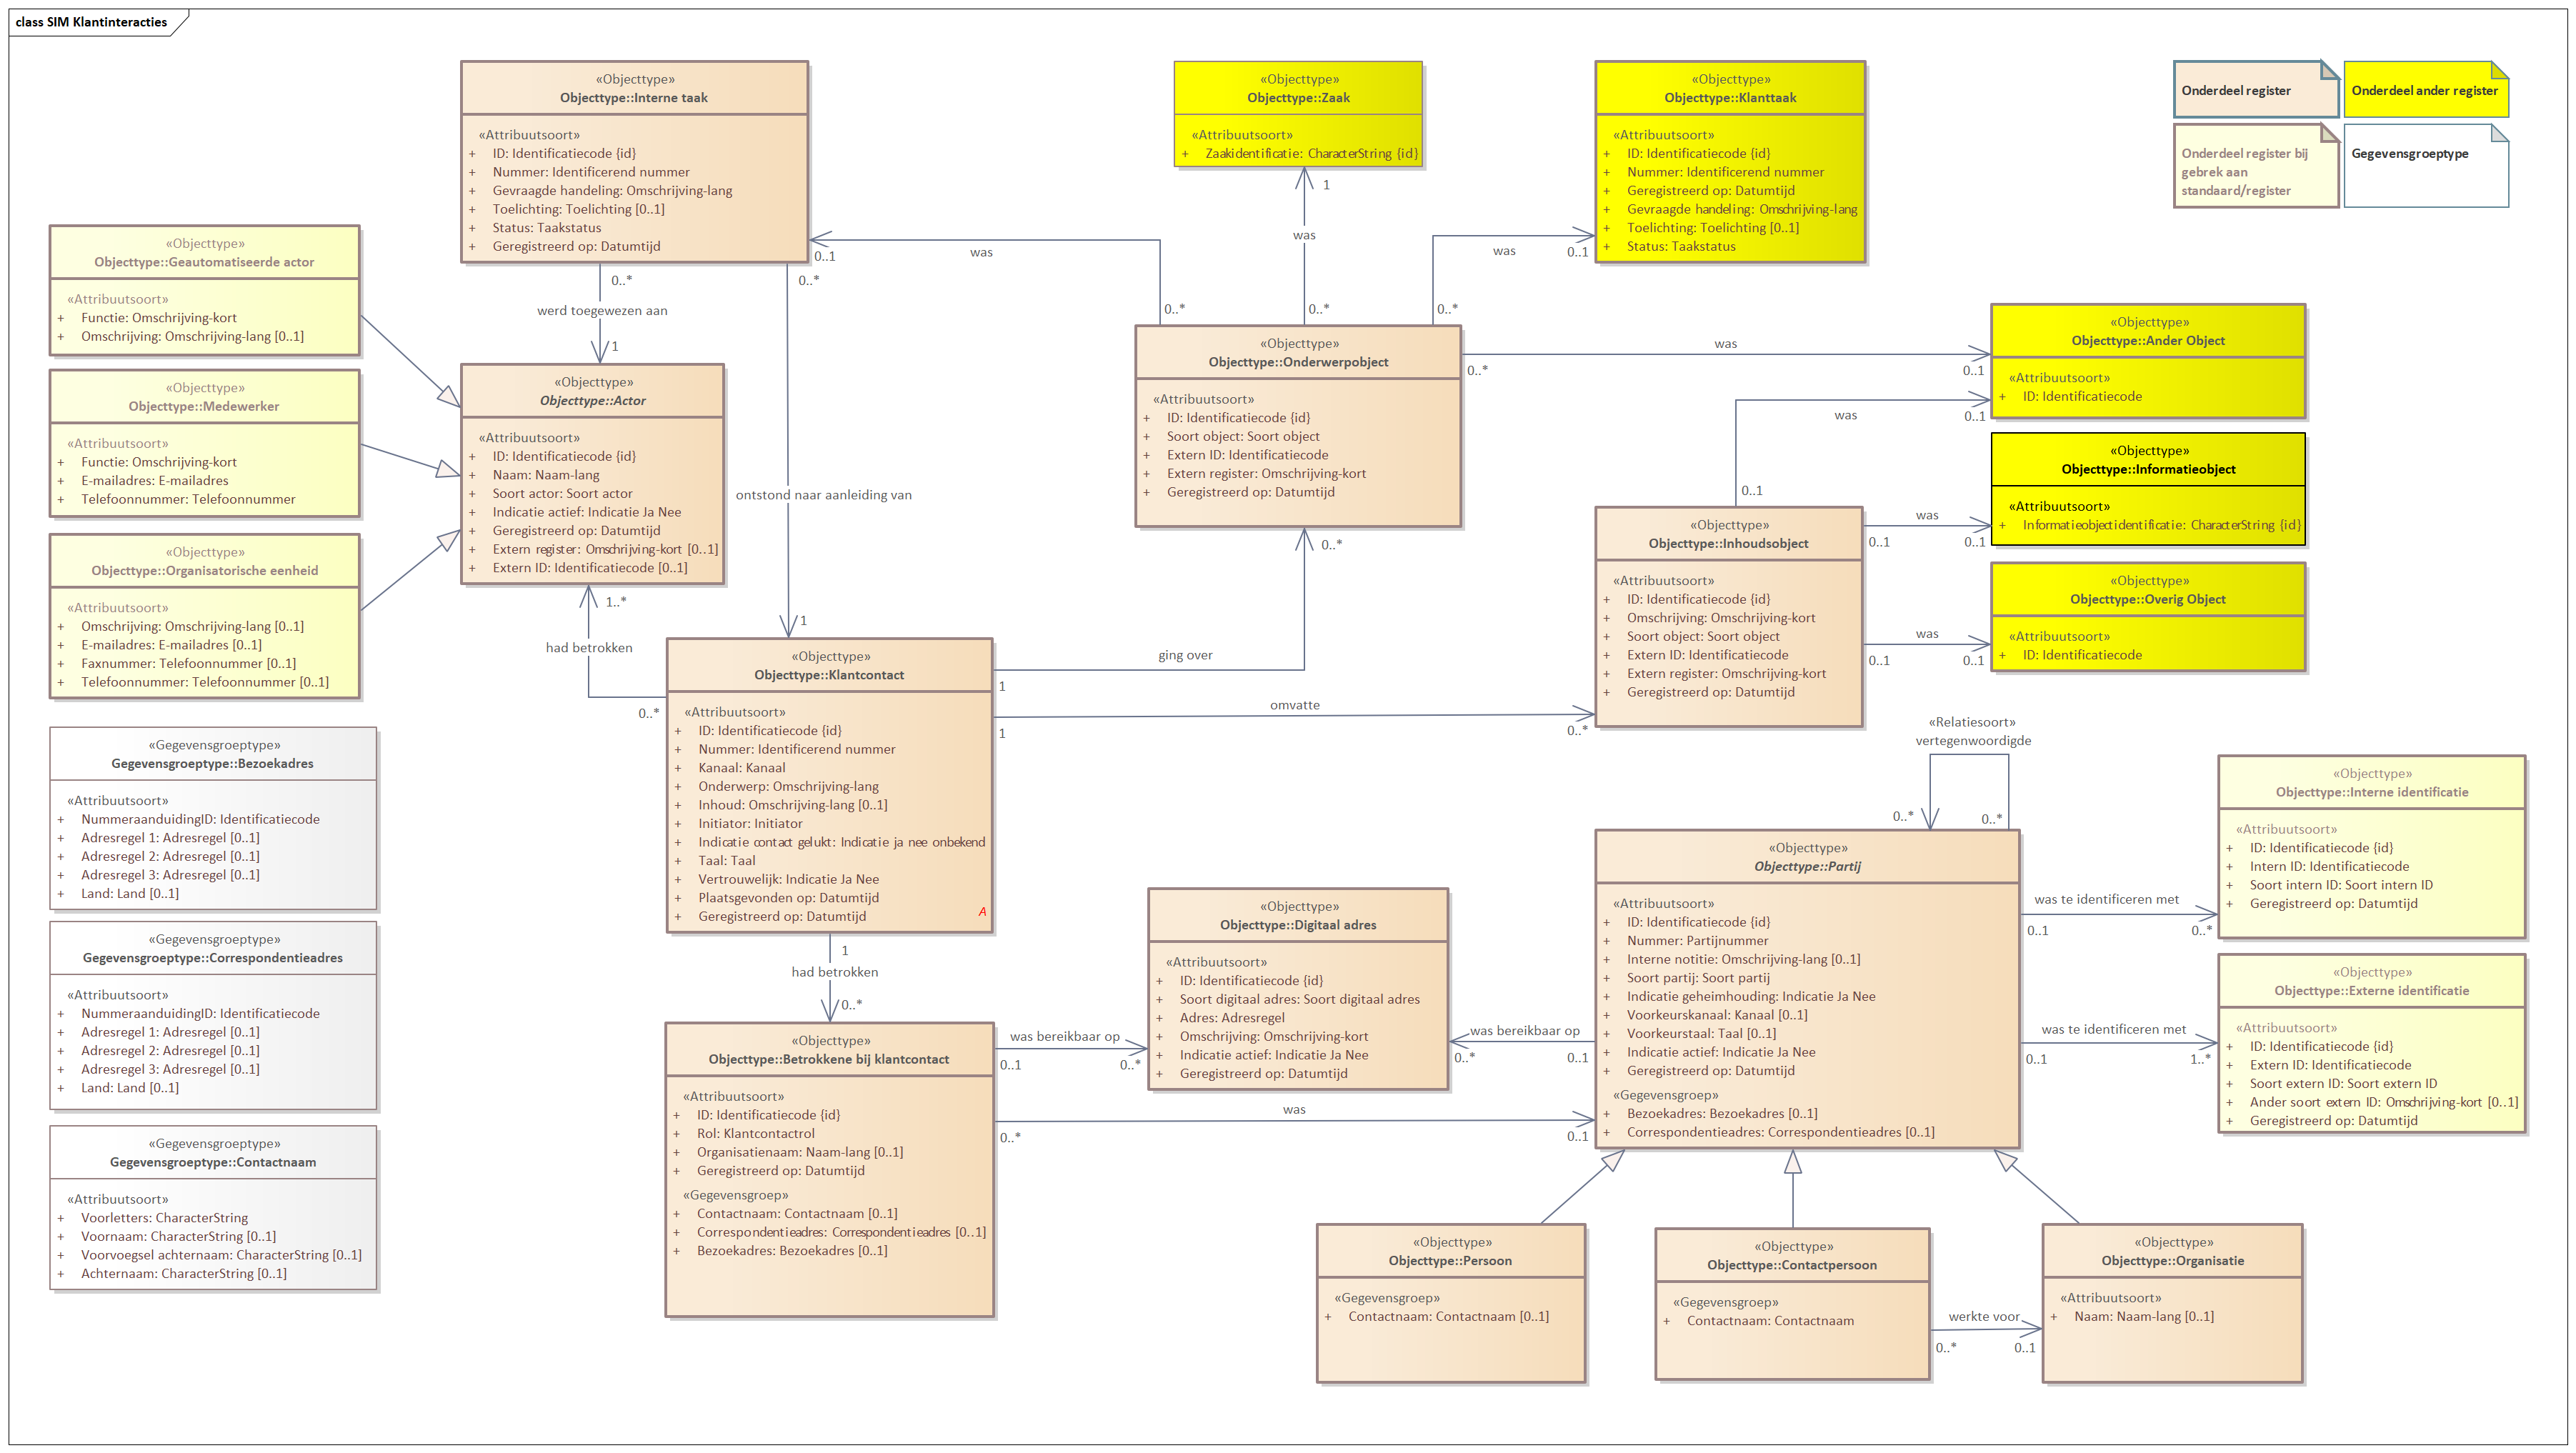 class SIM Klantinteracties
«Objecttype»
Objecttype::Interne taak
«Attribuutsoort»
+ ID: Identificatiecode {id}
+ Nummer: Identificerend nummer
+ Gevraagde handeling: Omschrijving-lang
+ Toelichting: Toelichting [0..1]
+ Status: Taakstatus
+ Geregistreerd op: Datumtijd
«Objecttype»
Objecttype::Zaak
«Attribuutsoort»
+ Zaakidentificatie: CharacterString {id}
«Objecttype»
Objecttype::Klanttaak
«Attribuutsoort»
+ ID: Identificatiecode {id}
+ Nummer: Identificerend nummer
+ Geregistreerd op: Datumtijd
+ Gevraagde handeling: Omschrijving-lang
+ Toelichting: Toelichting [0..1]
+ Status: Taakstatus
Onderdeel register
Onderdeel ander register
Onderdeel register bij
gebrek aan
standaard/register
Gegevensgroeptype
«Objecttype»
Objecttype::Geautomatiseerde actor
«Attribuutsoort»
+ Functie: Omschrijving-kort
+ Omschrijving: Omschrijving-lang [0..1]
0..*
werd toegewezen aan
1
0..*
ontstond naar aanleiding van
1
0..1
was
0..*
1
was
0..*
was
0..1
0..*
«Objecttype»
Objecttype::Medewerker
«Attribuutsoort»
+ Functie: Omschrijving-kort
+ E-mailadres: E-mailadres
+ Telefoonnummer: Telefoonnummer
«Objecttype»
Objecttype::Actor
«Attribuutsoort»
+ ID: Identificatiecode {id}
+ Naam: Naam-lang
+ Soort actor: Soort actor
+ Indicatie actief: Indicatie Ja Nee
+ Geregistreerd op: Datumtijd
+ Extern register: Omschrijving-kort [0..1]
+ Extern ID: Identificatiecode [0..1]
«Objecttype»
Objecttype::Onderwerpobject
«Attribuutsoort»
+ ID: Identificatiecode {id}
+ Soort object: Soort object
+ Extern ID: Identificatiecode
+ Extern register: Omschrijving-kort
+ Geregistreerd op: Datumtijd
0..*
was
0..1
«Objecttype»
Objecttype::Ander Object
«Attribuutsoort»
+ ID: Identificatiecode
was
0..1
0..1
«Objecttype»
Objecttype::Informatieobject
«Attribuutsoort»
+ Informatieobjectidentificatie: CharacterString {id}
«Objecttype»
Objecttype::Organisatorische eenheid
«Attribuutsoort»
+ Omschrijving: Omschrijving-lang [0..1]
+ E-mailadres: E-mailadres [0..1]
+ Faxnummer: Telefoonnummer [0..1]
+ Telefoonnummer: Telefoonnummer [0..1]
«Objecttype»
Objecttype::Inhoudsobject
«Attribuutsoort»
+ ID: Identificatiecode {id}
+ Omschrijving: Omschrijving-kort
+ Soort object: Soort object
+ Extern ID: Identificatiecode
+ Extern register: Omschrijving-kort
+ Geregistreerd op: Datumtijd
was
0..1
0..1
«Objecttype»
Objecttype::Overig Object
«Attribuutsoort»
+ ID: Identificatiecode
was
0..1
0..1
1..*
had betrokken
0..*
0..*
ging over
1
omvatte
1
0..*
«Objecttype»
Objecttype::Klantcontact
«Attribuutsoort»
+ ID: Identificatiecode {id}
+ Nummer: Identificerend nummer
+ Kanaal: Kanaal
+ Onderwerp: Omschrijving-lang
+ Inhoud: Omschrijving-lang [0..1]
+ Initiator: Initiator
+ Indicatie contact gelukt: Indicatie ja nee onbekend
+ Taal: Taal
+ Vertrouwelijk: Indicatie Ja Nee
+ Plaatsgevonden op: Datumtijd
+ Geregistreerd op: Datumtijd
A
«Gegevensgroeptype»
Gegevensgroeptype::Bezoekadres
«Attribuutsoort»
+ NummeraanduidingID: Identificatiecode
+ Adresregel 1: Adresregel [0..1]
+ Adresregel 2: Adresregel [0..1]
+ Adresregel 3: Adresregel [0..1]
+ Land: Land [0..1]
«Relatiesoort»
vertegenwoordigde
0..*
0..*
«Objecttype»
Objecttype::Interne identificatie
«Attribuutsoort»
+ ID: Identificatiecode {id}
+ Intern ID: Identificatiecode
+ Soort intern ID: Soort intern ID
+ Geregistreerd op: Datumtijd
«Objecttype»
Objecttype::Partij
«Attribuutsoort»
+ ID: Identificatiecode {id}
+ Nummer: Partijnummer
+ Interne notitie: Omschrijving-lang [0..1]
+ Soort partij: Soort partij
+ Indicatie geheimhouding: Indicatie Ja Nee
+ Voorkeurskanaal: Kanaal [0..1]
+ Voorkeurstaal: Taal [0..1]
+ Indicatie actief: Indicatie Ja Nee
+ Geregistreerd op: Datumtijd
«Gegevensgroep»
+ Bezoekadres: Bezoekadres [0..1]
+ Correspondentieadres: Correspondentieadres [0..1]
was te identificeren met
0..1
0..*
was te identificeren met
0..1
1..*
«Objecttype»
Objecttype::Externe identificatie
«Attribuutsoort»
+ ID: Identificatiecode {id}
+ Extern ID: Identificatiecode
+ Soort extern ID: Soort extern ID
+ Ander soort extern ID: Omschrijving-kort [0..1]
+ Geregistreerd op: Datumtijd
«Gegevensgroeptype»
Gegevensgroeptype::Correspondentieadres
«Attribuutsoort»
+ NummeraanduidingID: Identificatiecode
+ Adresregel 1: Adresregel [0..1]
+ Adresregel 2: Adresregel [0..1]
+ Adresregel 3: Adresregel [0..1]
+ Land: Land [0..1]
1
had betrokken
0..*
«Objecttype»
Objecttype::Digitaal adres
«Attribuutsoort»
+ ID: Identificatiecode {id}
+ Soort digitaal adres: Soort digitaal adres
+ Adres: Adresregel
+ Omschrijving: Omschrijving-kort
+ Indicatie actief: Indicatie Ja Nee
+ Geregistreerd op: Datumtijd
was bereikbaar op
0..1
0..*
was bereikbaar op
0..*
0..1
was
0..*
0..1
«Objecttype»
Objecttype::Betrokkene bij klantcontact
«Attribuutsoort»
+ ID: Identificatiecode {id}
+ Rol: Klantcontactrol
+ Organisatienaam: Naam-lang [0..1]
+ Geregistreerd op: Datumtijd
«Gegevensgroep»
+ Contactnaam: Contactnaam [0..1]
+ Correspondentieadres: Correspondentieadres [0..1]
+ Bezoekadres: Bezoekadres [0..1]
«Gegevensgroeptype»
Gegevensgroeptype::Contactnaam
«Attribuutsoort»
+ Voorletters: CharacterString
+ Voornaam: CharacterString [0..1]
+ Voorvoegsel achternaam: CharacterString [0..1]
+ Achternaam: CharacterString [0..1]
«Objecttype»
Objecttype::Persoon
«Gegevensgroep»
+ Contactnaam: Contactnaam [0..1]
«Objecttype»
Objecttype::Contactpersoon
«Gegevensgroep»
+ Contactnaam: Contactnaam
werkte voor
0..*
0..1
«Objecttype»
Objecttype::Organisatie
«Attribuutsoort»
+ Naam: Naam-lang [0..1]